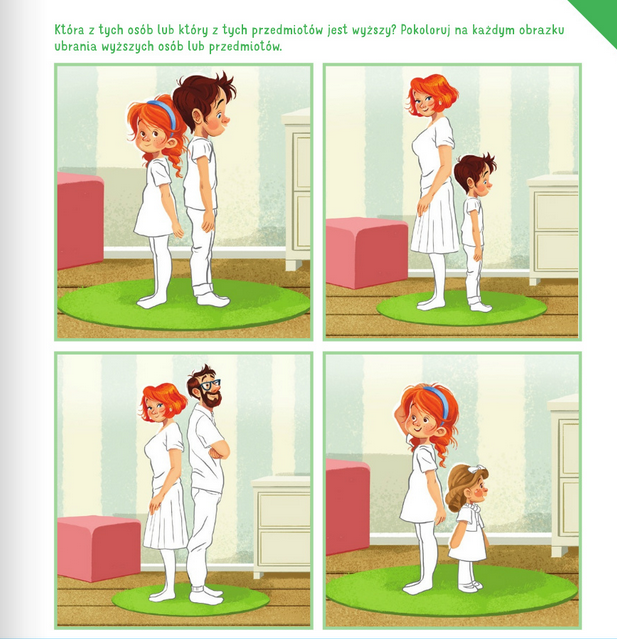 Która z tych osób lub który z tych przedmiotów jest wyższy? Pokoloruj na każdym obrazku
ubrania wyższych osób lub przedmiotów.